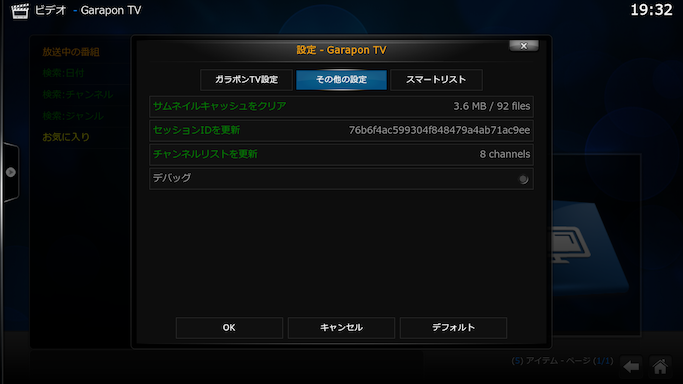 ビデオ - Garapon TV
19:32
放送中の番組
検索:日付
検索:チャンネル
検索:ジャンル
お気に入り
設定 - Garapon TV
ガラポンTV設定
その他の設定
スマートリスト
サムネイルキャッシュをクリア 3.6 MB / 92 files
セッションIDを更新 76b6f4ac599304f848479a4ab71ac9ee
チャンネルリストを更新 8 channels
デバッグ
OK
キャンセル
デフォルト
(5) アイテム - ページ (1/1)